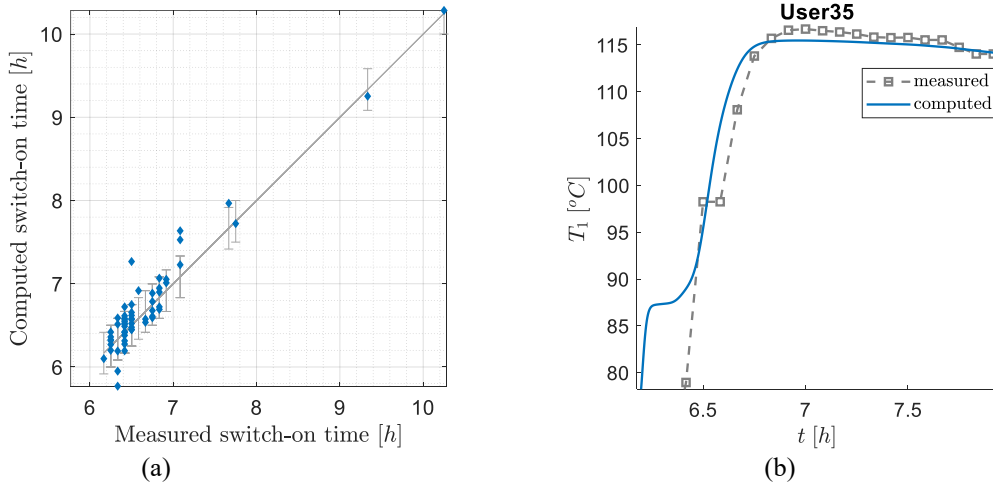 10
9
8
7
6
Computed switch-on time [h]
6 7 8 9 10
Measured switch-on time [h]
(a)
User35
115
110
105
100
95
90
85
80
T1 [°C]
measured
computed
6.5 7 7.5
t [h]
(b)